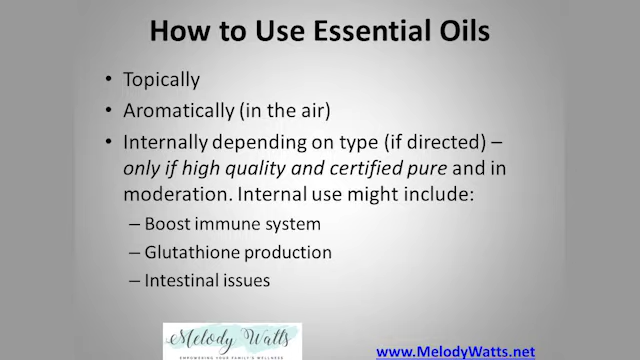 How to Use Essential Oils
• Topically
• Aromatically (in the air)
• Internally depending on type (if directed) –
only if high quality and certified pure and in
moderation. Internal use might include:
– Boost immune system
– Glutathione production
– Intestinal issues
Melody Watts
EMPOWERING YOUR FAMILY'S WELLNESS
www.MelodyWatts.net